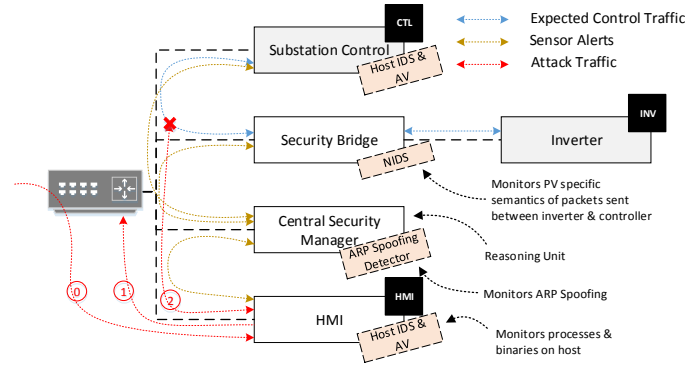 CTL
Substation Control
Host IDS &
AV
Expected Control Traffic
Sensor Alerts
Attack Traffic
Security Bridge
NIDS
INV
Inverter
Monitors PV specific
semantics of packets sent
between inverter & controller
Central Security
Manager
ARP Spoofing
Detector
Reasoning Unit
Monitors ARP Spoofing
0
1
2
HMI
HMI
Host IDS &
AV
Monitors processes &
binaries on host